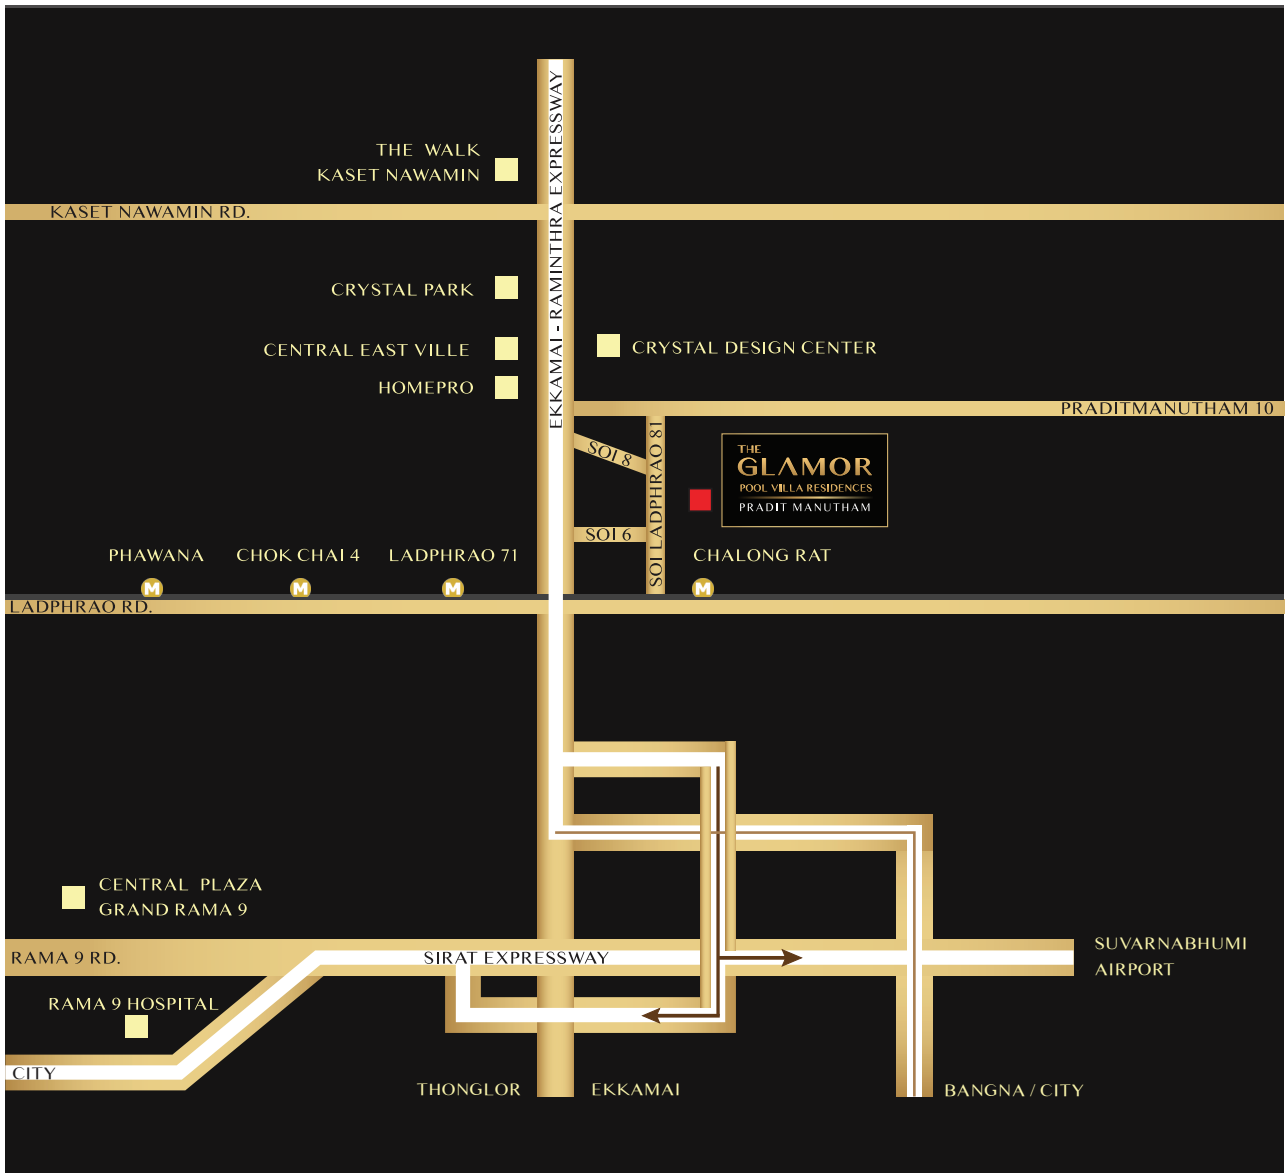 EKKAMAI - RAMINTHRA EXPRESSWAY
THE WALK
KASET NAWAMIN
KASET NAWAMIN RD.
CRYSTAL PARK
CENTRAL EAST VILLE
CRYSTAL DESIGN CENTER
HOMEPRO
PRADITMANUTHAM 10
SOI 8
SOI LADPHRAO 81
THE
GLAMOR
POOL VILLA RESIDENCES
PRADIT MANUTHAM
SOI 6
PHAWANA
CHOK CHAI 4
LADPHRAO 71
CHALONG RAT
M
M
M
M
LADPHRAO RD.
CENTRAL PLAZA
GRAND RAMA 9
RAMA 9 RD.
SIRAT EXPRESSWAY
SUVARNABHUMI
AIRPORT
RAMA 9 HOSPITAL
CITY
THONGLOR
EKKAMAI
BANGNA / CITY